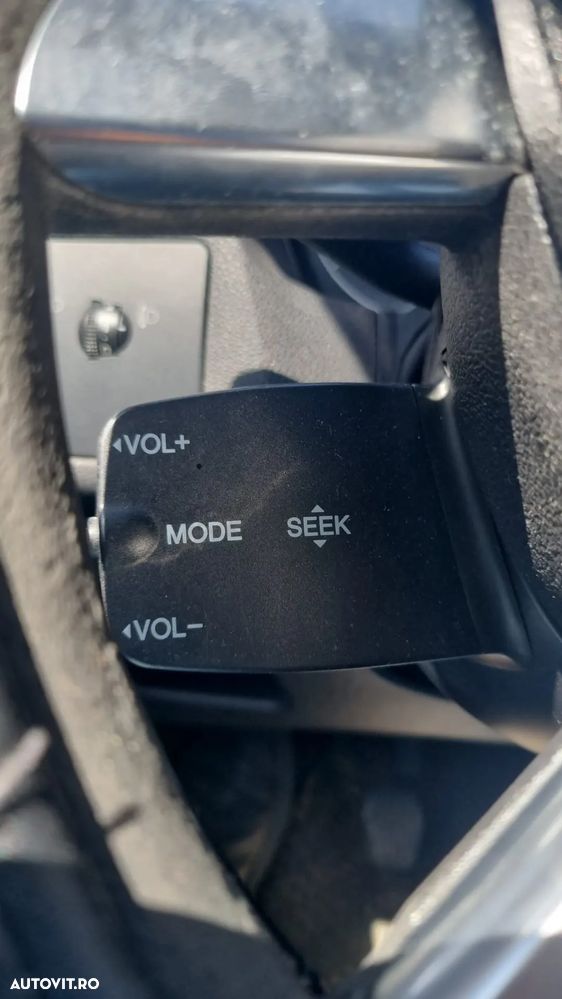 VOL+
MODE SEEK
VOL-
AUTOVIT.RO